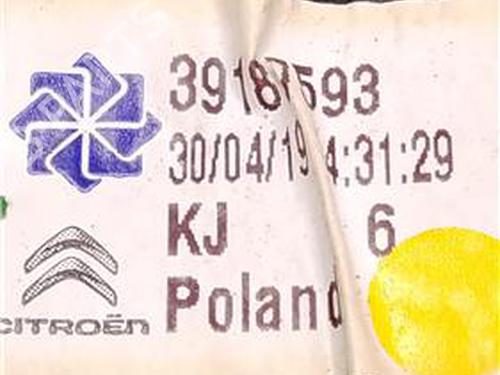 39187593
30/04/19 4:31:29
KJ 6
Poland
CITROËN